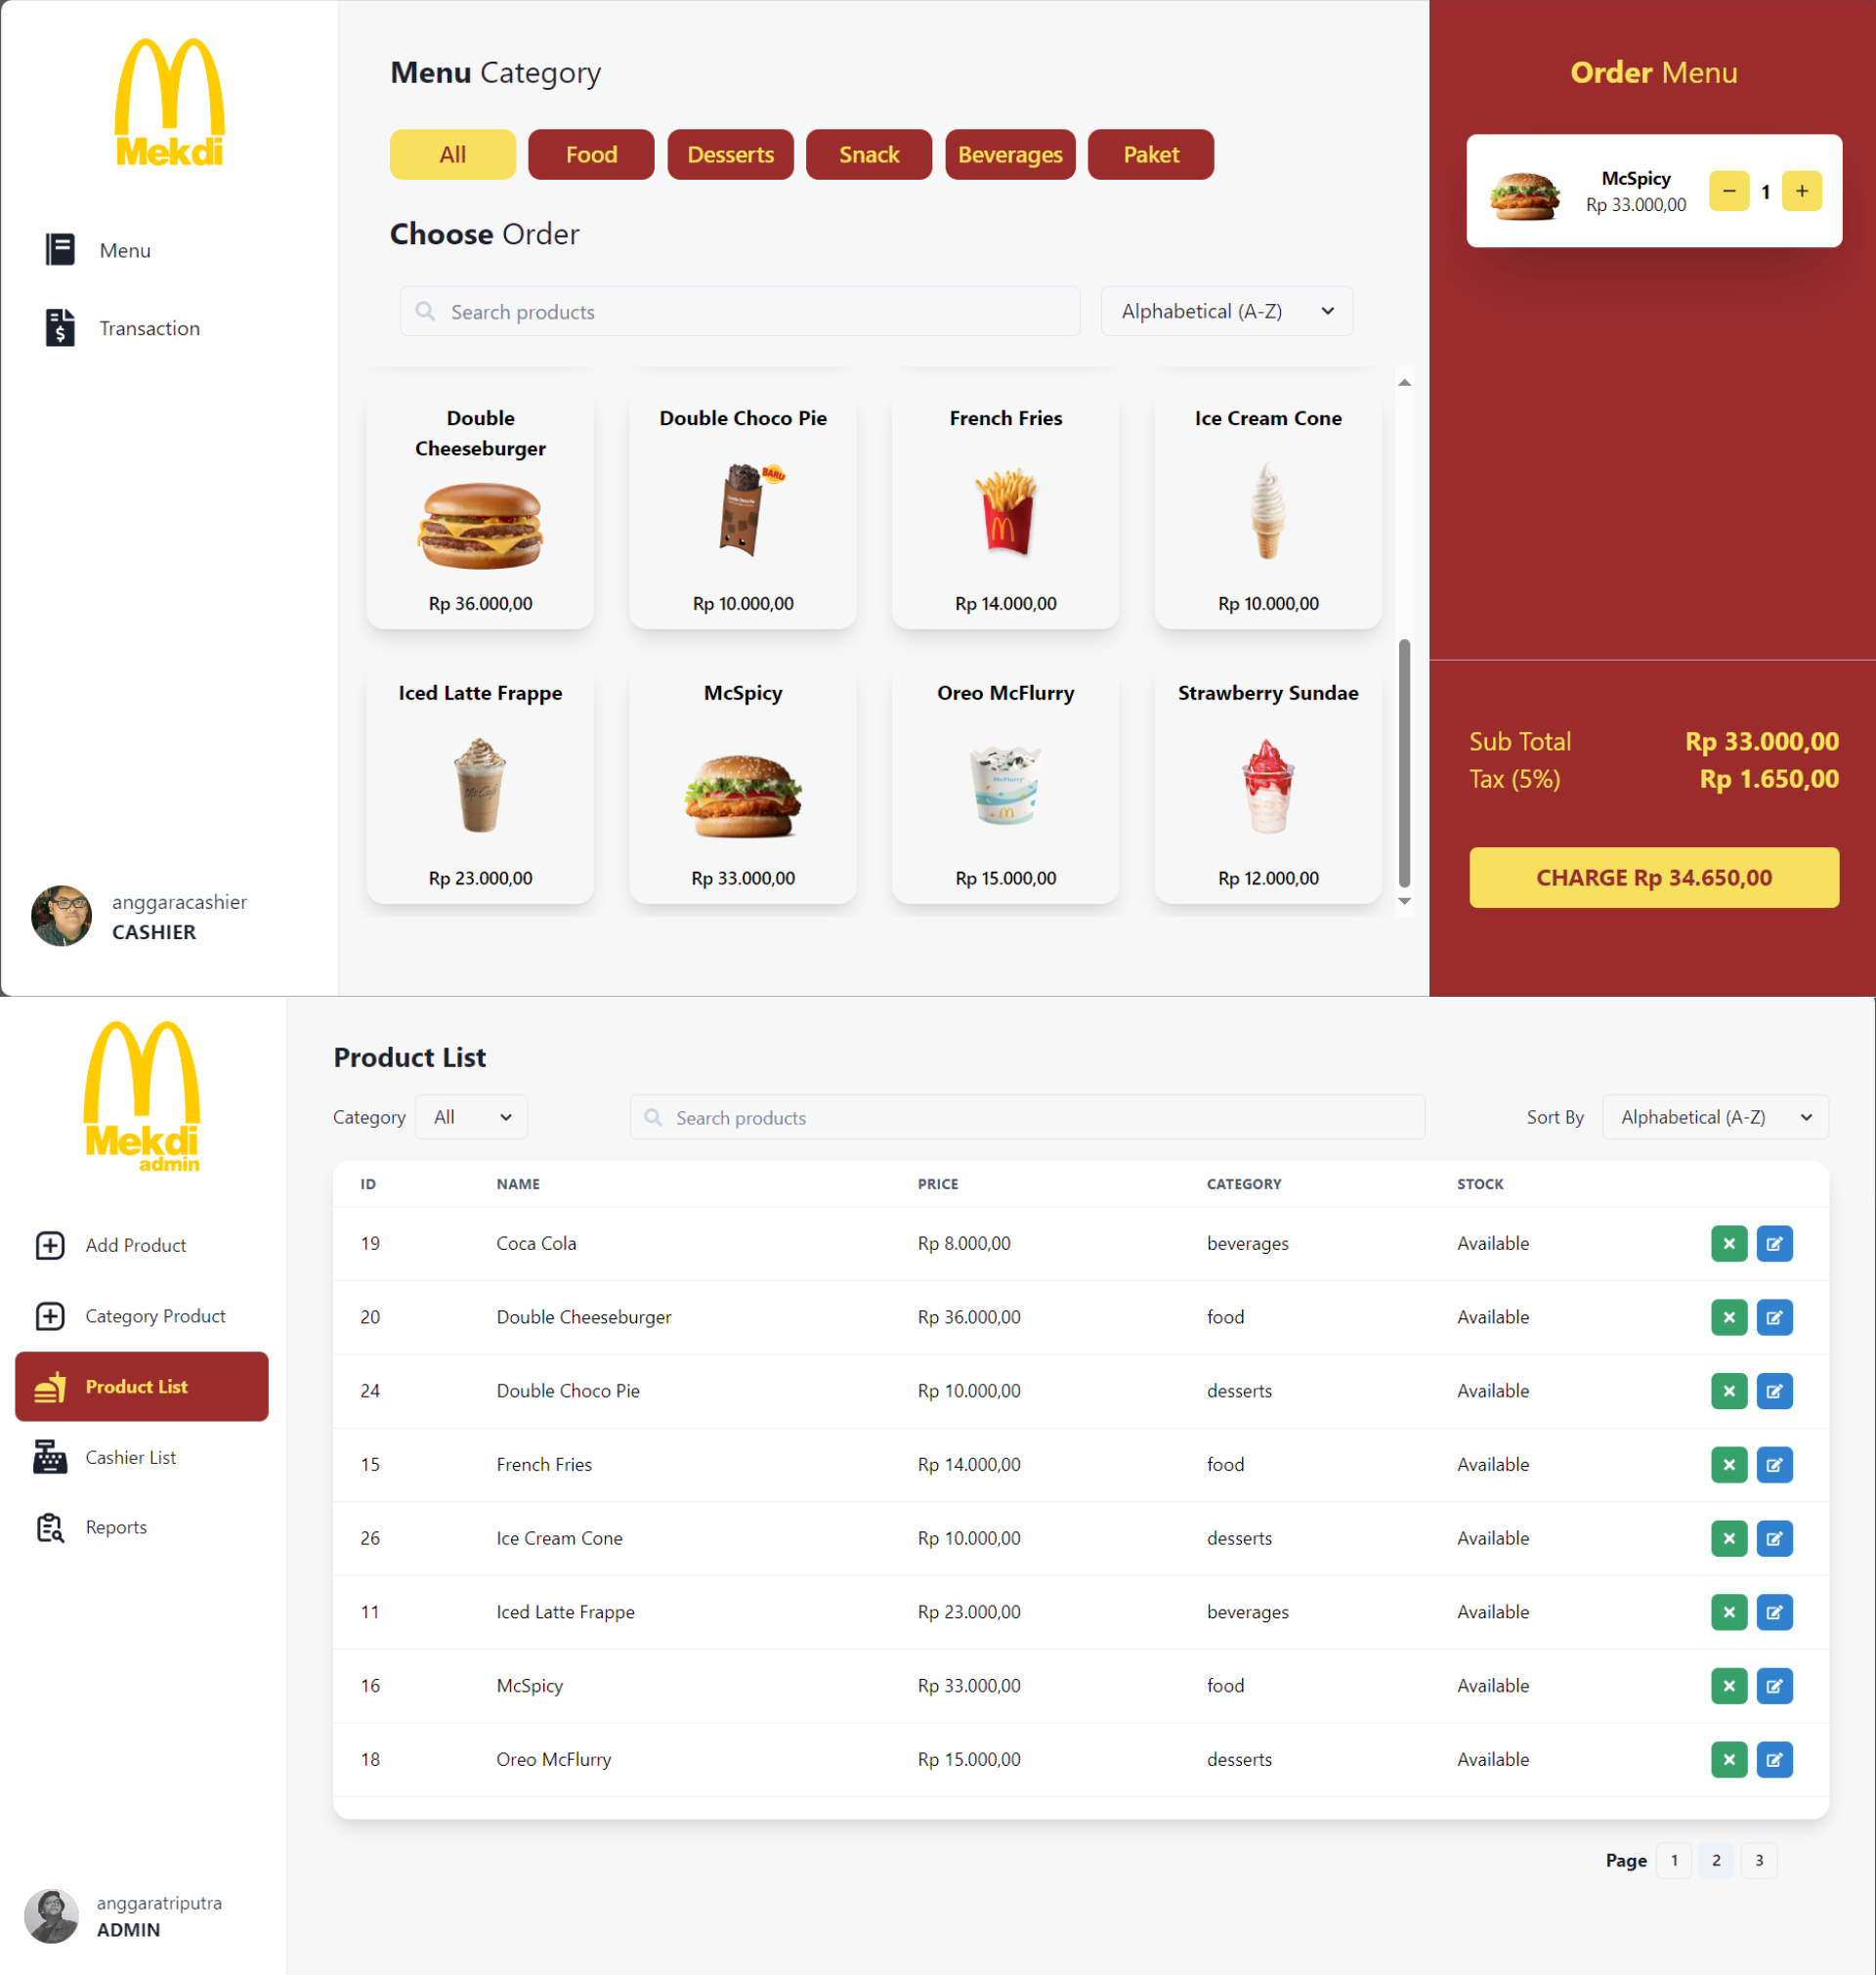 Mekdi
Menu
Transaction
anggaracashier
CASHIER
Menu Category
All Food Desserts Snack Beverages Paket
Choose Order
Search products Alphabetical (A-Z)
Double Cheeseburger
Rp 36.000,00
Double Choco Pie
BARU
Rp 10.000,00
French Fries
Rp 14.000,00
Ice Cream Cone
Rp 10.000,00
Iced Latte Frappe
Rp 23.000,00
McSpicy
Rp 33.000,00
Oreo McFlurry
McFlurry
Rp 15.000,00
Strawberry Sundae
Rp 12.000,00
Order Menu
McSpicy
Rp 33.000,00
− 1 +
Sub Total Rp 33.000,00
Tax (5%) Rp 1.650,00
CHARGE Rp 34.650,00
Mekdi
admin
Add Product
Category Product
Product List
Cashier List
Reports
anggaratriputra
ADMIN
Product List
Category All Search products Sort By Alphabetical (A-Z)
ID NAME PRICE CATEGORY STOCK
19 Coca Cola Rp 8.000,00 beverages Available
20 Double Cheeseburger Rp 36.000,00 food Available
24 Double Choco Pie Rp 10.000,00 desserts Available
15 French Fries Rp 14.000,00 food Available
26 Ice Cream Cone Rp 10.000,00 desserts Available
11 Iced Latte Frappe Rp 23.000,00 beverages Available
16 McSpicy Rp 33.000,00 food Available
18 Oreo McFlurry Rp 15.000,00 desserts Available
Page 1 2 3